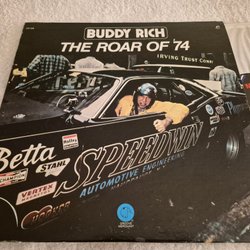 BUDDY RICH
THE ROAR OF '74
IRVING TRUST COMP
Betta
STAHL
SPEEDWIN
AUTOMOTIVE ENGINEERING
VERTEX